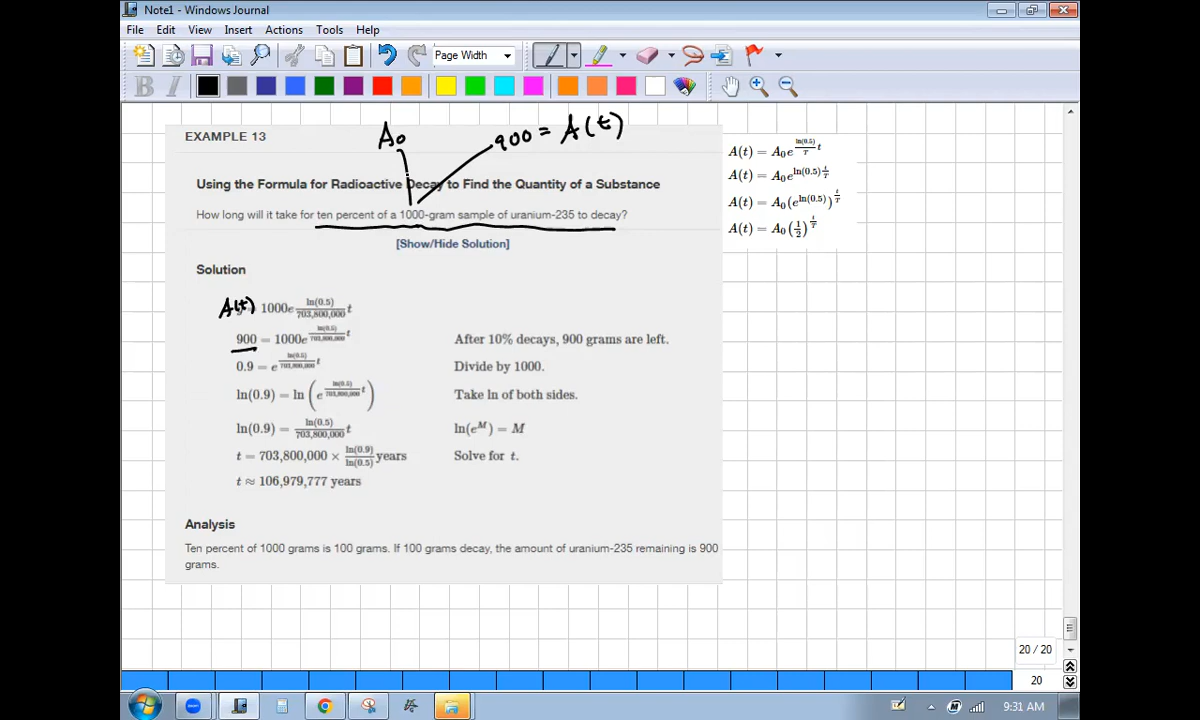 Note1 - Windows Journal
File Edit View Insert Actions Tools Help
Page Width
B I
A₀ 900 = A(t)
EXAMPLE 13
Using the Formula for Radioactive Decay to Find the Quantity of a Substance
How long will it take for ten percent of a 1000-gram sample of uranium-235 to decay?
[Show/Hide Solution]
Solution
A(t) 1000e^(ln(0.5)/703,800,000 t)
900 = 1000e^(ln(0.5)/703,800,000 t) After 10% decays, 900 grams are left.
0.9 = e^(ln(0.5)/703,800,000 t) Divide by 1000.
ln(0.9) = ln (e^(ln(0.5)/703,800,000 t)) Take ln of both sides.
ln(0.9) = ln(0.5)/703,800,000 t ln(e^M) = M
t = 703,800,000 × ln(0.9)/ln(0.5) years Solve for t.
t ≈ 106,979,777 years
Analysis
Ten percent of 1000 grams is 100 grams. If 100 grams decay, the amount of uranium-235 remaining is 900
grams.
A(t) = A₀e^(ln(0.5)/T t)
A(t) = A₀e^(ln(0.5) t/T)
A(t) = A₀(e^(ln(0.5)))^(t/T)
A(t) = A₀(1/2)^(t/T)
20 / 20
20
9:31 AM